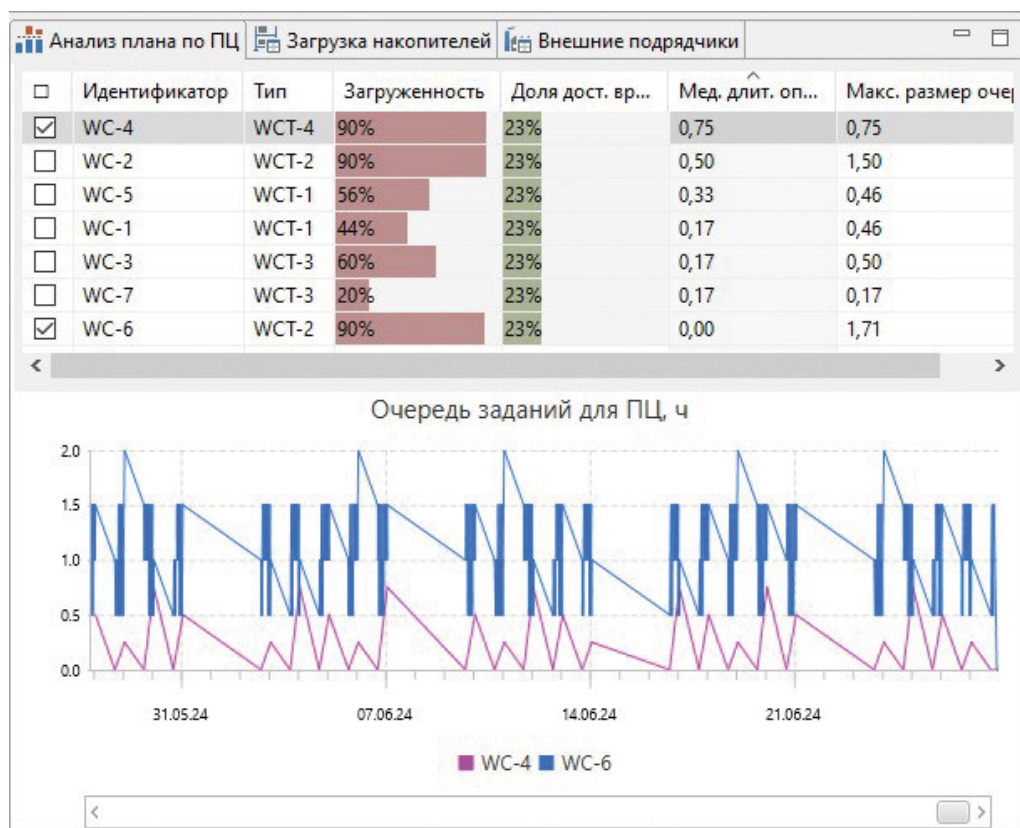 Анализ плана по ПЦ Загрузка накопителей Внешние подрядчики
Идентификатор Тип Загруженность Доля дост. вр... Мед. длит. оп... Макс. размер очер
WC-4 WCT-4 90% 23% 0,75 0,75
WC-2 WCT-2 90% 23% 0,50 1,50
WC-5 WCT-1 56% 23% 0,33 0,46
WC-1 WCT-1 44% 23% 0,17 0,46
WC-3 WCT-3 60% 23% 0,17 0,50
WC-7 WCT-3 20% 23% 0,17 0,17
WC-6 WCT-2 90% 23% 0,00 1,71
Очередь заданий для ПЦ, ч
2.0
1.5
1.0
0.5
0.0
31.05.24 07.06.24 14.06.24 21.06.24
WC-4 WC-6